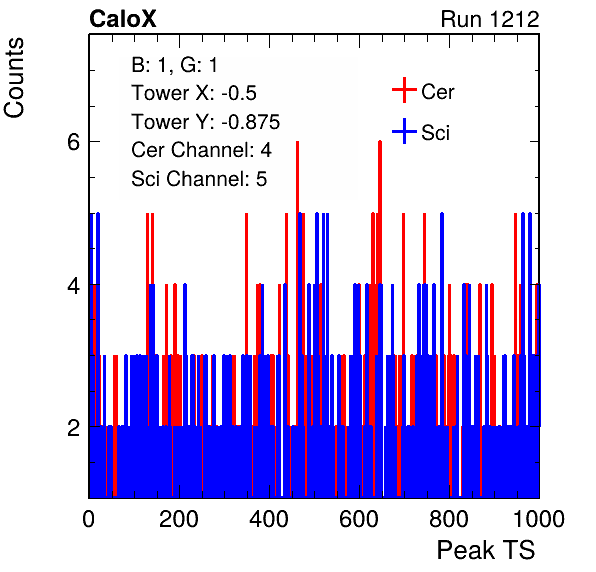 CaloX Run 1212
Counts
B: 1, G: 1
Tower X: -0.5
Tower Y: -0.875
Cer Channel: 4
Sci Channel: 5
Cer
Sci
6
4
2
0 200 400 600 800 1000
Peak TS